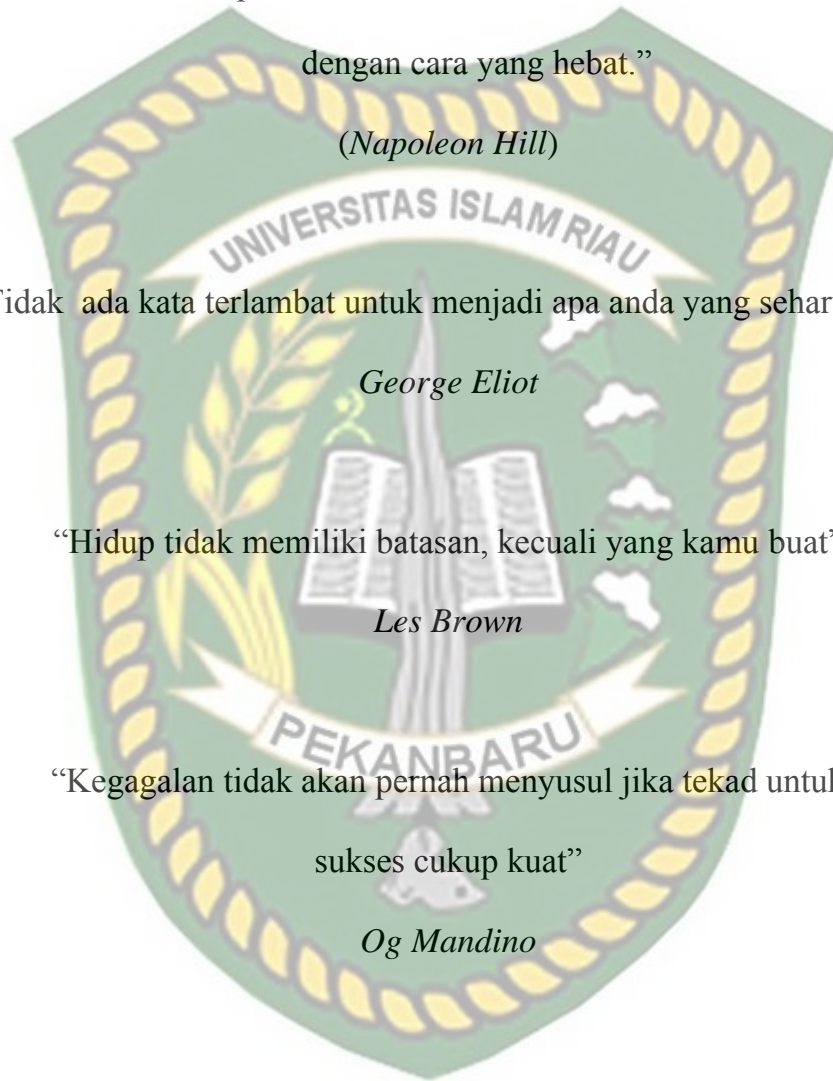 dengan cara yang hebat.”
(Napoleon Hill)
UNIVERSITAS ISLAM RIAU
ada kata terlambat untuk menjadi apa anda yang
George Eliot
“Hidup tidak memiliki batasan, kecuali yang kamu buat”
Les Brown
PEKANBARU
“Kegagalan tidak akan pernah menyusul jika tekad untuk
sukses cukup kuat”
Og Mandino